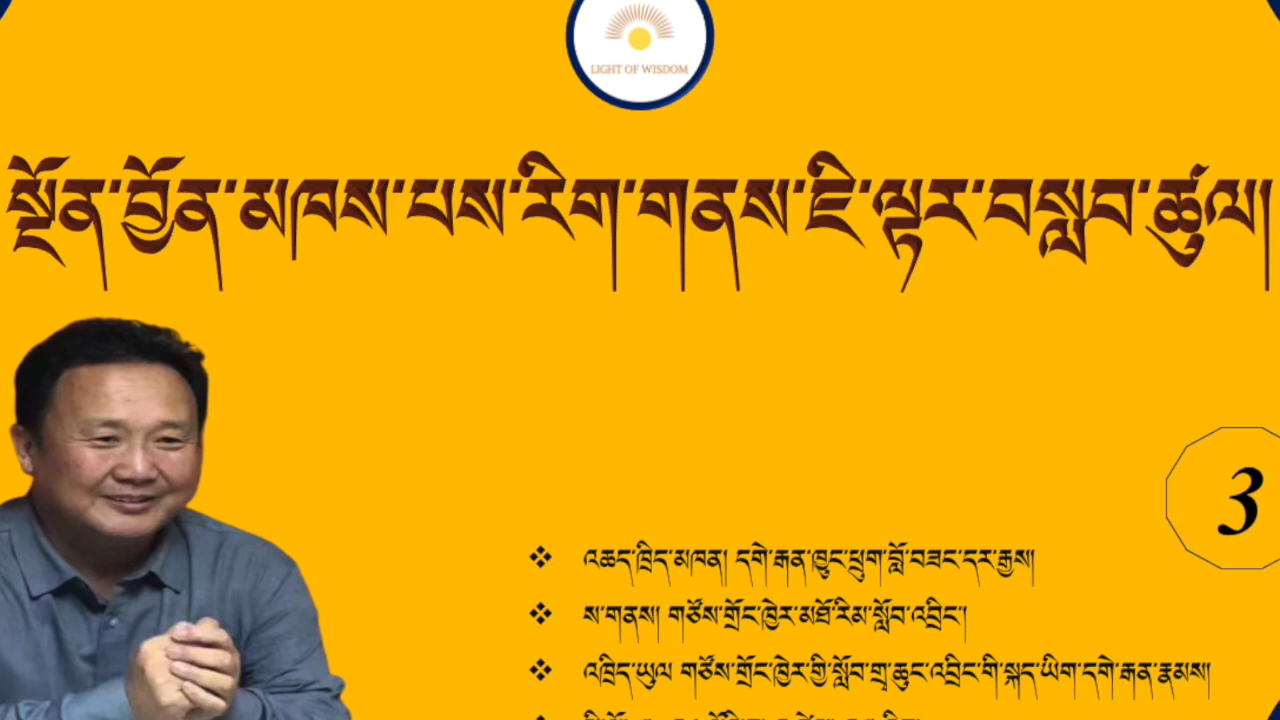 LIGHT OF WISDOM
སྔོན་བྱོན་མཁས་པས་རིག་གནས་ཇི་ལྟར་བསླབ་ཚུལ།
3
འཆད་ཁྲིད་མཁན། དགེ་རྒན་ཁྱུང་ཕྲུག་བློ་བཟང་དར་རྒྱས།
ས་གནས། གཙོས་གྲོང་ཁྱེར་མཐོ་རིམ་སློབ་འབྲིང་།
འཁྲིད་ཡུལ གཙོས་གྲོང་ཁྱེར་གྱི་སློབ་གྲྭ་ཆུང་འབྲིང་གི་སྐད་ཡིག་དགེ་རྒན་རྣམས།